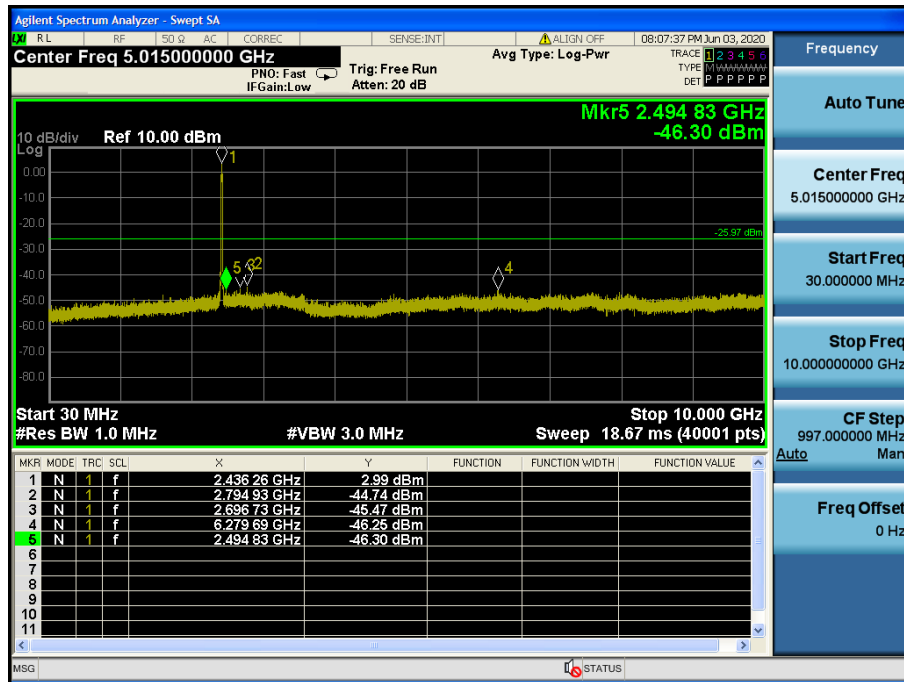 Agilent Spectrum Analyzer - Swept SA
LXI RL RF 50 Ω AC CORREC SENSE:INT ALIGN OFF 08:07:37 PM Jun 03, 2020
Center Freq 5.015000000 GHz
PNO: Fast
IFGain:Low
Trig: Free Run
Atten: 20 dB
Avg Type: Log-Pwr
TRACE 1 2 3 4 5 6
TYPE M W W W W W
DET P P P P P P
Mkr5 2.494 83 GHz
-46.30 dBm
10 dB/div Ref 10.00 dBm
Log
0.00
-10.0
-20.0
-30.0
-40.0
-50.0
-60.0
-70.0
-80.0
-25.97 dBm
1
5 3 2
4
Start 30 MHz Stop 10.000 GHz
#Res BW 1.0 MHz #VBW 3.0 MHz Sweep 18.67 ms (40001 pts)
MKR MODE TRC SCL X Y FUNCTION FUNCTION WIDTH FUNCTION VALUE
1 N 1 f 2.436 26 GHz 2.99 dBm
2 N 1 f 2.794 93 GHz -44.74 dBm
3 N 1 f 2.696 73 GHz -45.47 dBm
4 N 1 f 6.279 69 GHz -46.25 dBm
5 N 1 f 2.494 83 GHz -46.30 dBm
6
7
8
9
10
11
MSG STATUS
Frequency
Auto Tune
Center Freq
5.015000000 GHz
Start Freq
30.000000 MHz
Stop Freq
10.000000000 GHz
CF Step
997.000000 MHz
Auto Man
Freq Offset
0 Hz